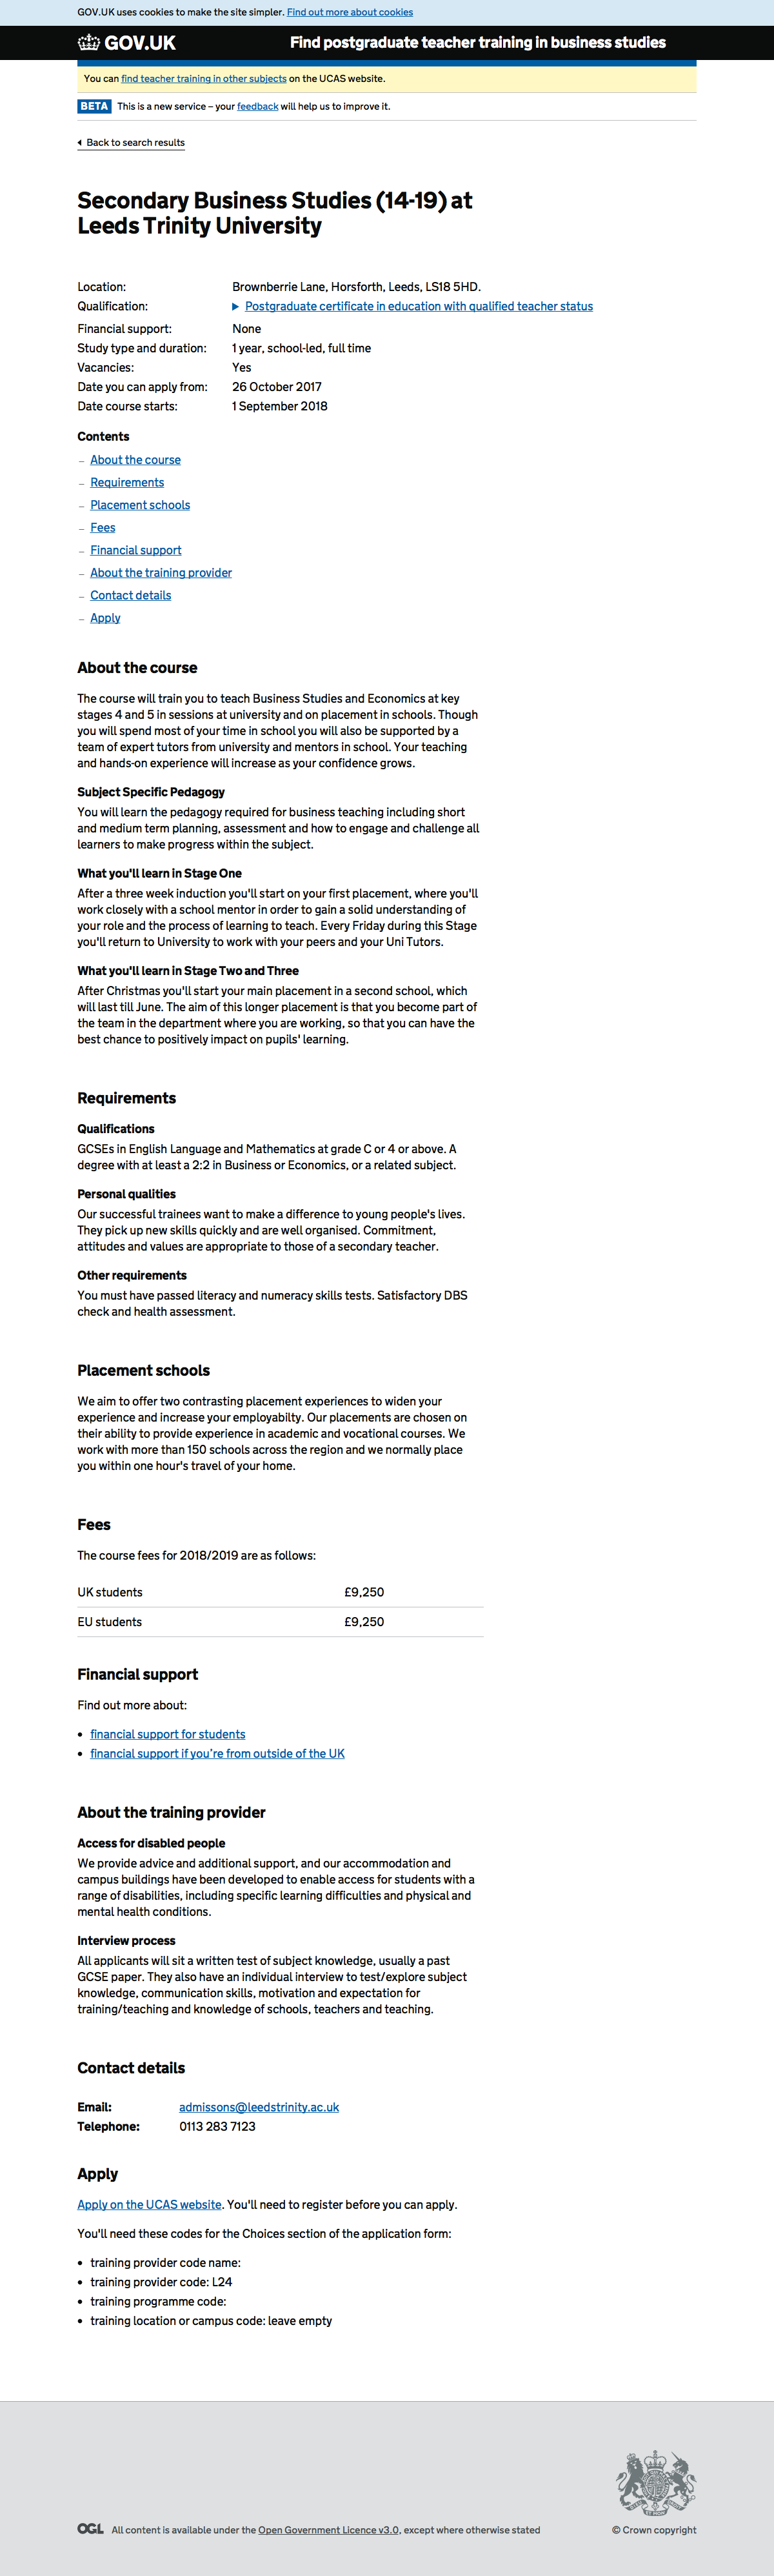 GOV.UK uses cookies to make the site simpler. Find out more about cookies
GOV.UK
Find postgraduate teacher training in business studies
You can find teacher training in other subjects on the UCAS website.
BETA This is a new service – your feedback will help us to improve it.
Back to search results
Secondary Business Studies (14-19) at
Leeds Trinity University
Location: Brownberrie Lane, Horsforth, Leeds, LS18 5HD.
Qualification: Postgraduate certificate in education with qualified teacher status
Financial support: None
Study type and duration: 1 year, school-led, full time
Vacancies: Yes
Date you can apply from: 26 October 2017
Date course starts: 1 September 2018
Contents
– About the course
– Requirements
– Placement schools
– Fees
– Financial support
– About the training provider
– Contact details
– Apply
About the course
The course will train you to teach Business Studies and Economics at key
stages 4 and 5 in sessions at university and on placement in schools. Though
you will spend most of your time in school you will also be supported by a
team of expert tutors from university and mentors in school. Your teaching
and hands-on experience will increase as your confidence grows.
Subject Specific Pedagogy
You will learn the pedagogy required for business teaching including short
and medium term planning, assessment and how to engage and challenge all
learners to make progress within the subject.
What you'll learn in Stage One
After a three week induction you'll start on your first placement, where you'll
work closely with a school mentor in order to gain a solid understanding of
your role and the process of learning to teach. Every Friday during this Stage
you'll return to University to work with your peers and your Uni Tutors.
What you'll learn in Stage Two and Three
After Christmas you'll start your main placement in a second school, which
will last till June. The aim of this longer placement is that you become part of
the team in the department where you are working, so that you can have the
best chance to positively impact on pupils' learning.
Requirements
Qualifications
GCSEs in English Language and Mathematics at grade C or 4 or above. A
degree with at least a 2:2 in Business or Economics, or a related subject.
Personal qualities
Our successful trainees want to make a difference to young people's lives.
They pick up new skills quickly and are well organised. Commitment,
attitudes and values are appropriate to those of a secondary teacher.
Other requirements
You must have passed literacy and numeracy skills tests. Satisfactory DBS
check and health assessment.
Placement schools
We aim to offer two contrasting placement experiences to widen your
experience and increase your employabilty. Our placements are chosen on
their ability to provide experience in academic and vocational courses. We
work with more than 150 schools across the region and we normally place
you within one hour's travel of your home.
Fees
The course fees for 2018/2019 are as follows:
UK students £9,250
EU students £9,250
Financial support
Find out more about:
• financial support for students
• financial support if you're from outside of the UK
About the training provider
Access for disabled people
We provide advice and additional support, and our accommodation and
campus buildings have been developed to enable access for students with a
range of disabilities, including specific learning difficulties and physical and
mental health conditions.
Interview process
All applicants will sit a written test of subject knowledge, usually a past
GCSE paper. They also have an individual interview to test/explore subject
knowledge, communication skills, motivation and expectation for
training/teaching and knowledge of schools, teachers and teaching.
Contact details
Email: admissons@leedstrinity.ac.uk
Telephone: 0113 283 7123
Apply
Apply on the UCAS website. You'll need to register before you can apply.
You'll need these codes for the Choices section of the application form:
• training provider code name:
• training provider code: L24
• training programme code:
• training location or campus code: leave empty
OGL All content is available under the Open Government Licence v3.0, except where otherwise stated
© Crown copyright